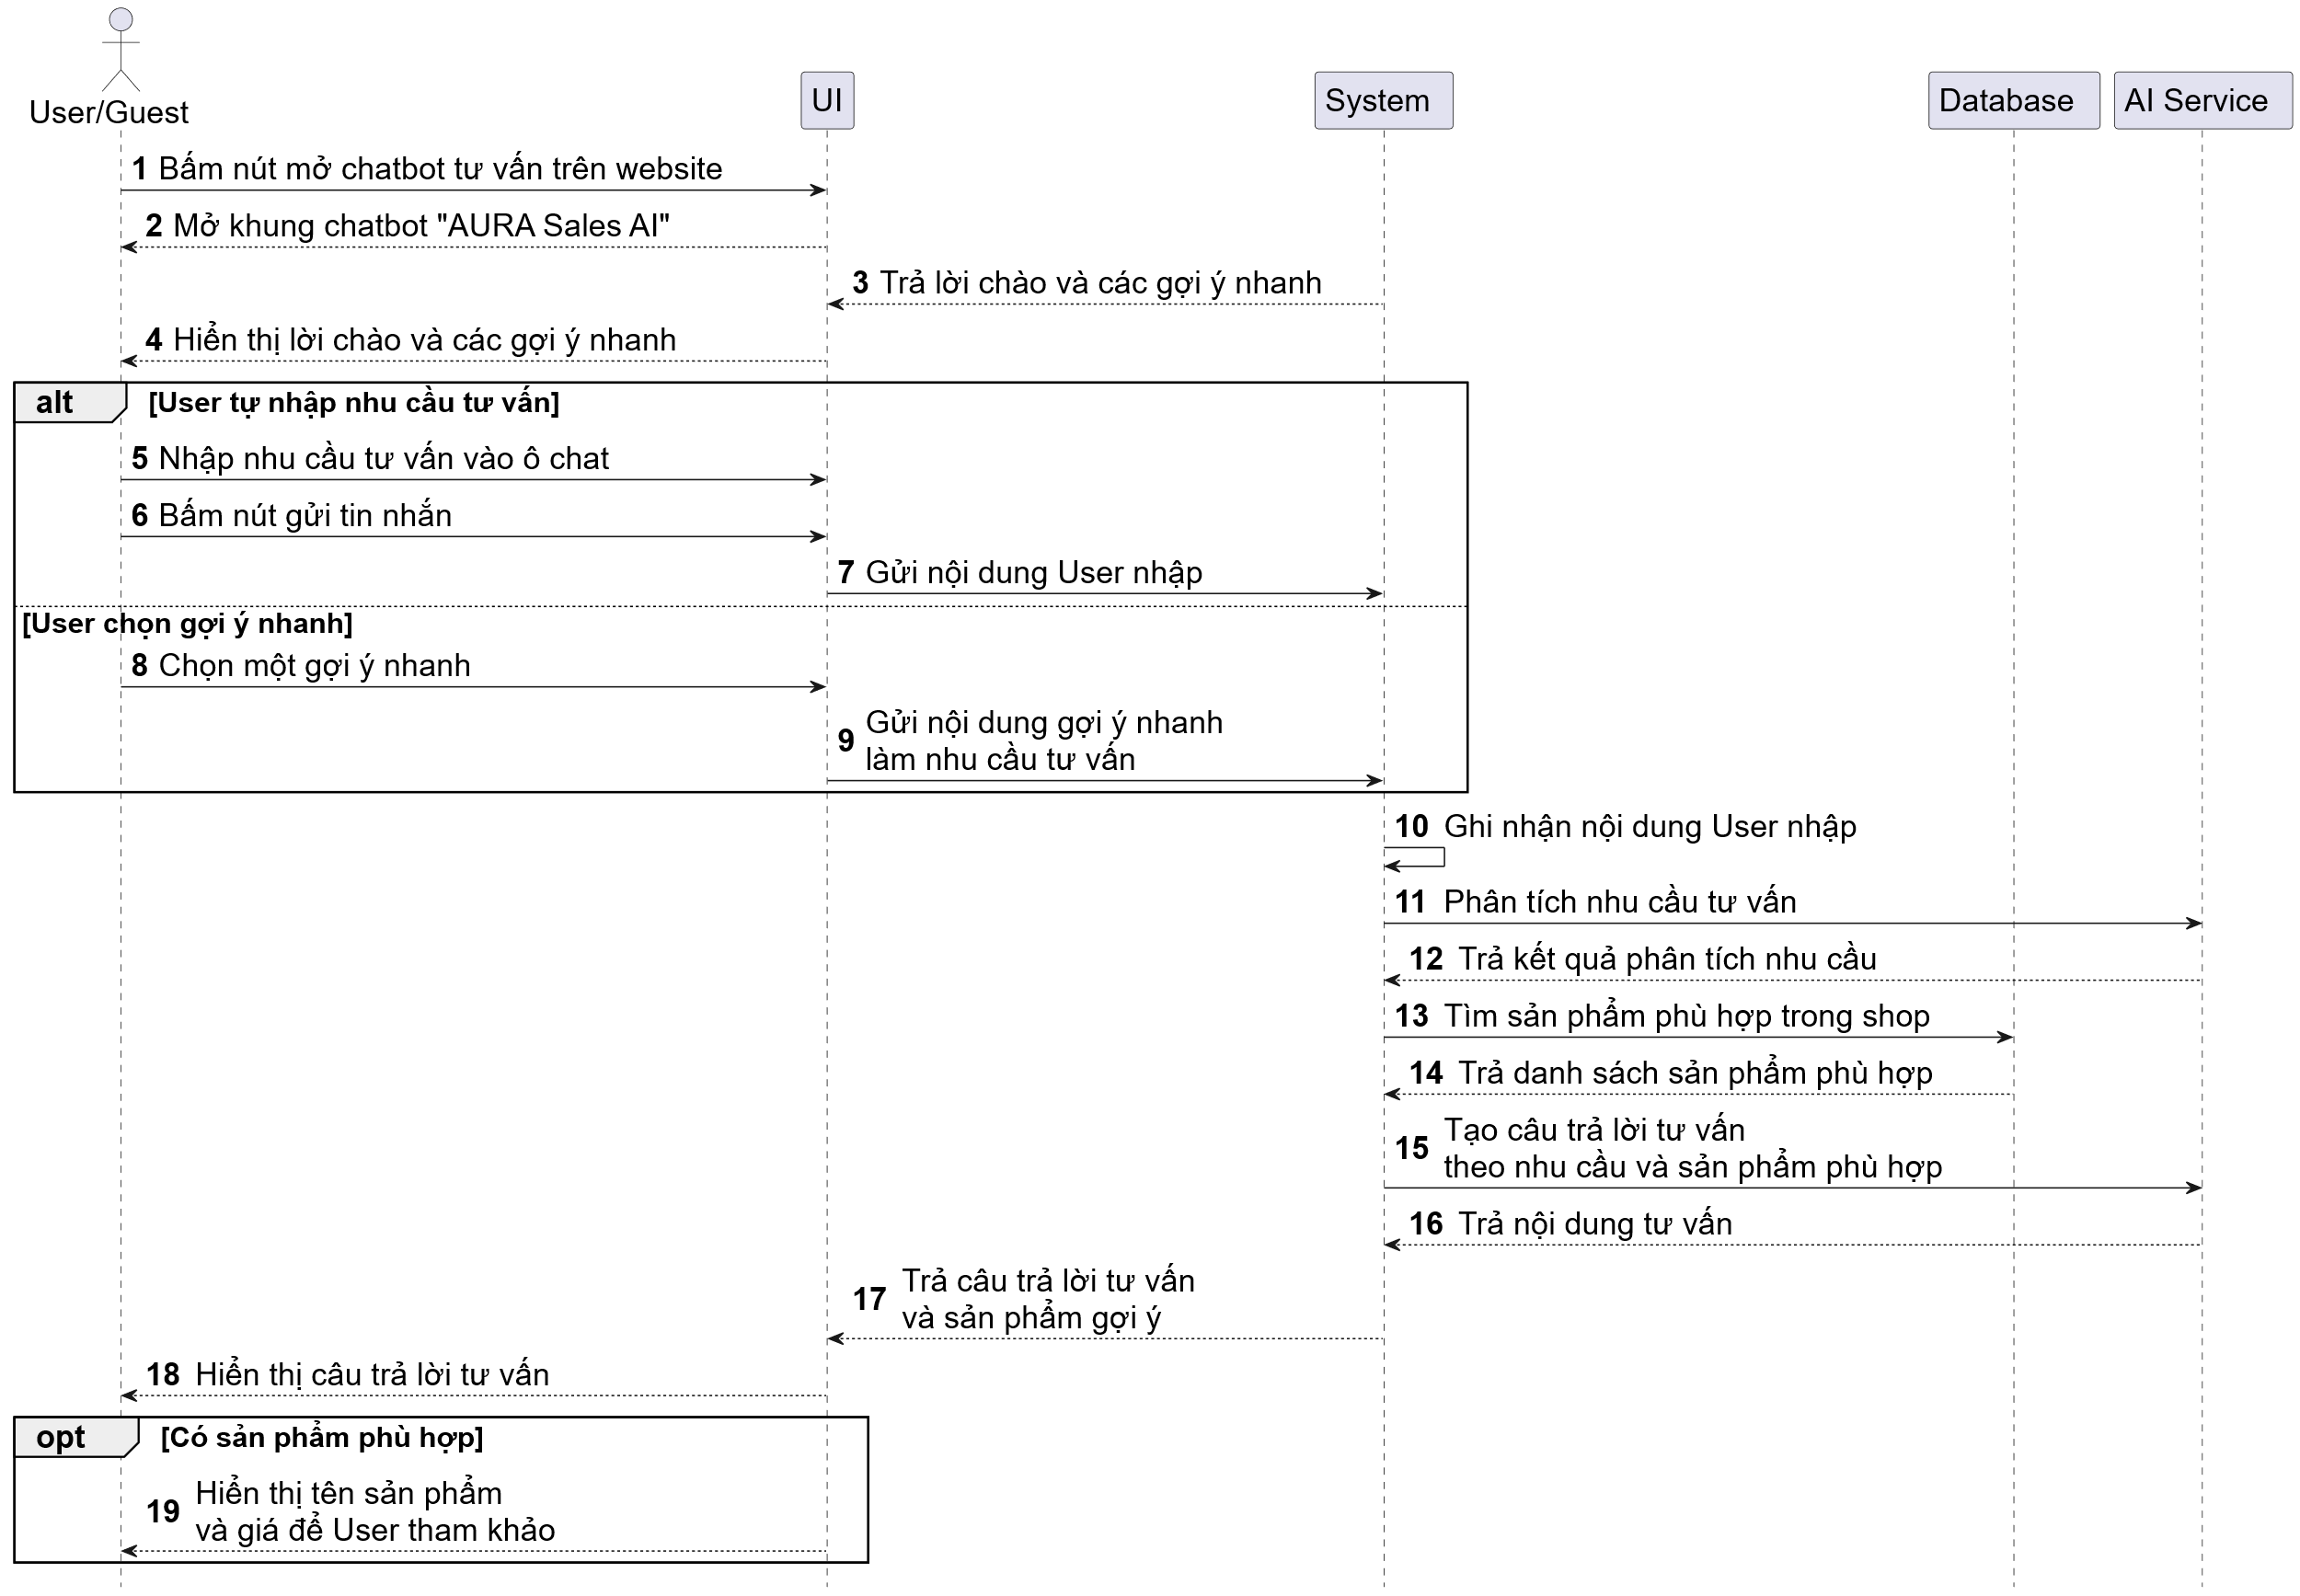 User/Guest
UI
System
Database
AI Service
1 Bấm nút mở chatbot tư vấn trên website
2 Mở khung chatbot "AURA Sales AI"
3 Trả lời chào và các gợi ý nhanh
4 Hiển thị lời chào và các gợi ý nhanh
alt [User tự nhập nhu cầu tư vấn]
5 Nhập nhu cầu tư vấn vào ô chat
6 Bấm nút gửi tin nhắn
7 Gửi nội dung User nhập
[User chọn gợi ý nhanh]
8 Chọn một gợi ý nhanh
9 Gửi nội dung gợi ý nhanh
làm nhu cầu tư vấn
10 Ghi nhận nội dung User nhập
11 Phân tích nhu cầu tư vấn
12 Trả kết quả phân tích nhu cầu
13 Tìm sản phẩm phù hợp trong shop
14 Trả danh sách sản phẩm phù hợp
15 Tạo câu trả lời tư vấn
theo nhu cầu và sản phẩm phù hợp
16 Trả nội dung tư vấn
17 Trả câu trả lời tư vấn
và sản phẩm gợi ý
18 Hiển thị câu trả lời tư vấn
opt [Có sản phẩm phù hợp]
19 Hiển thị tên sản phẩm
và giá để User tham khảo